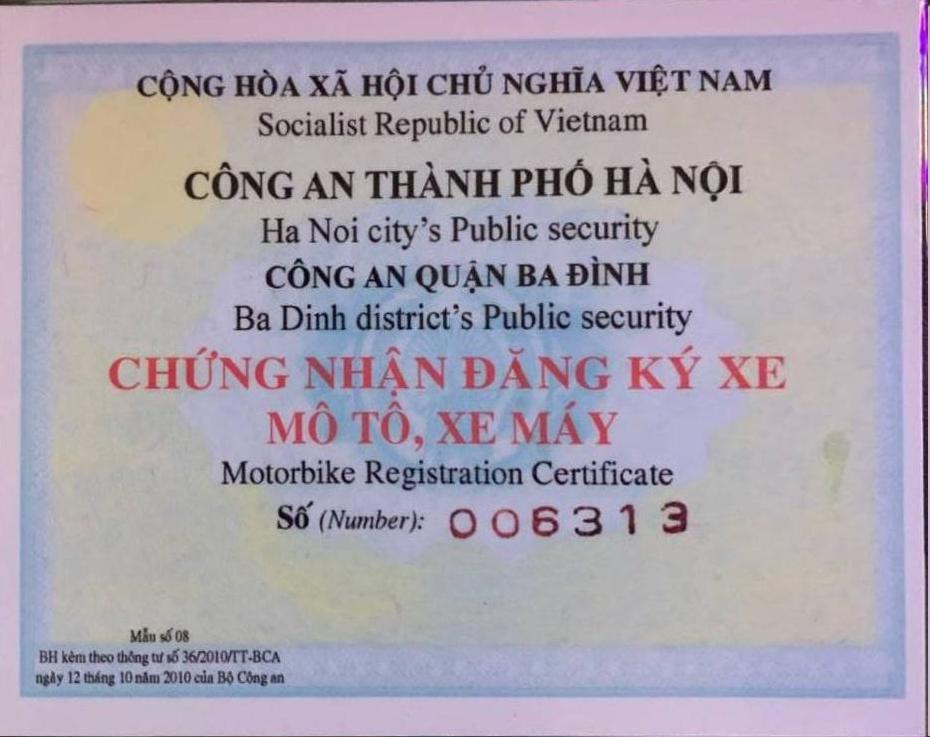 CỘNG HÒA XÃ HỘI CHỦ NGHĨA VIỆT NAM
Socialist Republic of Vietnam
CÔNG AN THÀNH PHỐ HÀ NỘI
Ha Noi city's Public security
CÔNG AN QUẬN BA ĐÌNH
Ba Dinh district's Public security
CHỨNG NHẬN ĐĂNG KÝ XE
MÔ TÔ, XE MÁY
Motorbike Registration Certificate
Số (Number): 006313
Mẫu số 08
BH kèm theo thông tư số 36/2010/TT-BCA
ngày 12 tháng 10 năm 2010 của Bộ Công an